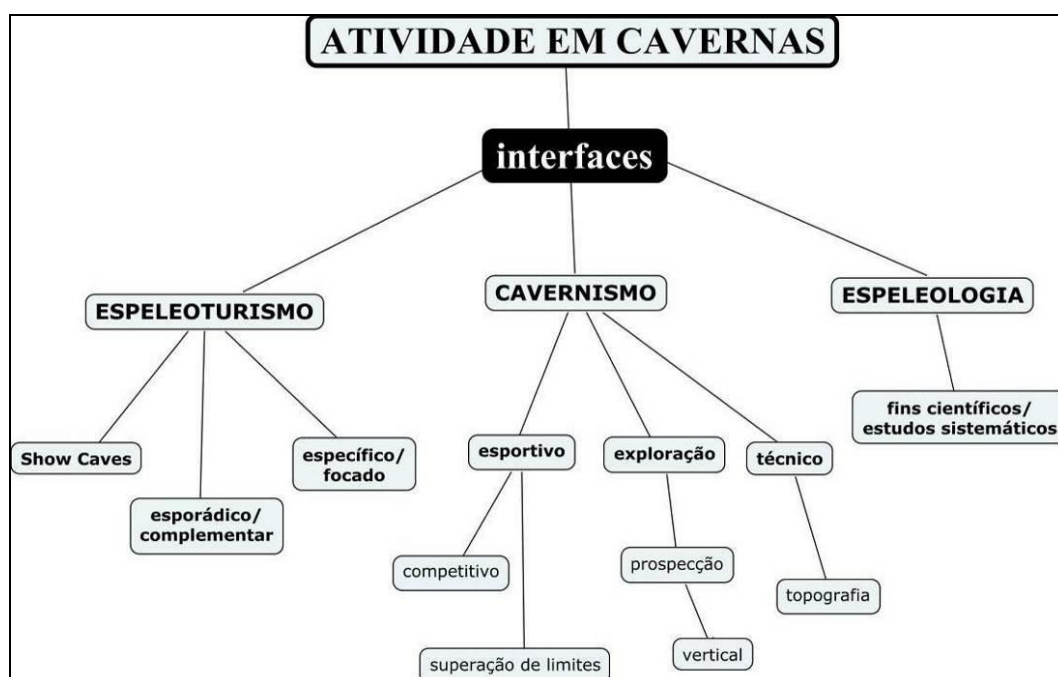 ATIVIDADE EM CAVERNAS
interfaces
ESPELEOTURISMO
CAVERNISMO
ESPELEOLOGIA
Show Caves
esporádico/
complementar
específico/
focado
esportivo
exploração
técnico
fins científicos/
estudos sistemáticos
competitivo
superação de limites
prospecção
vertical
topografia